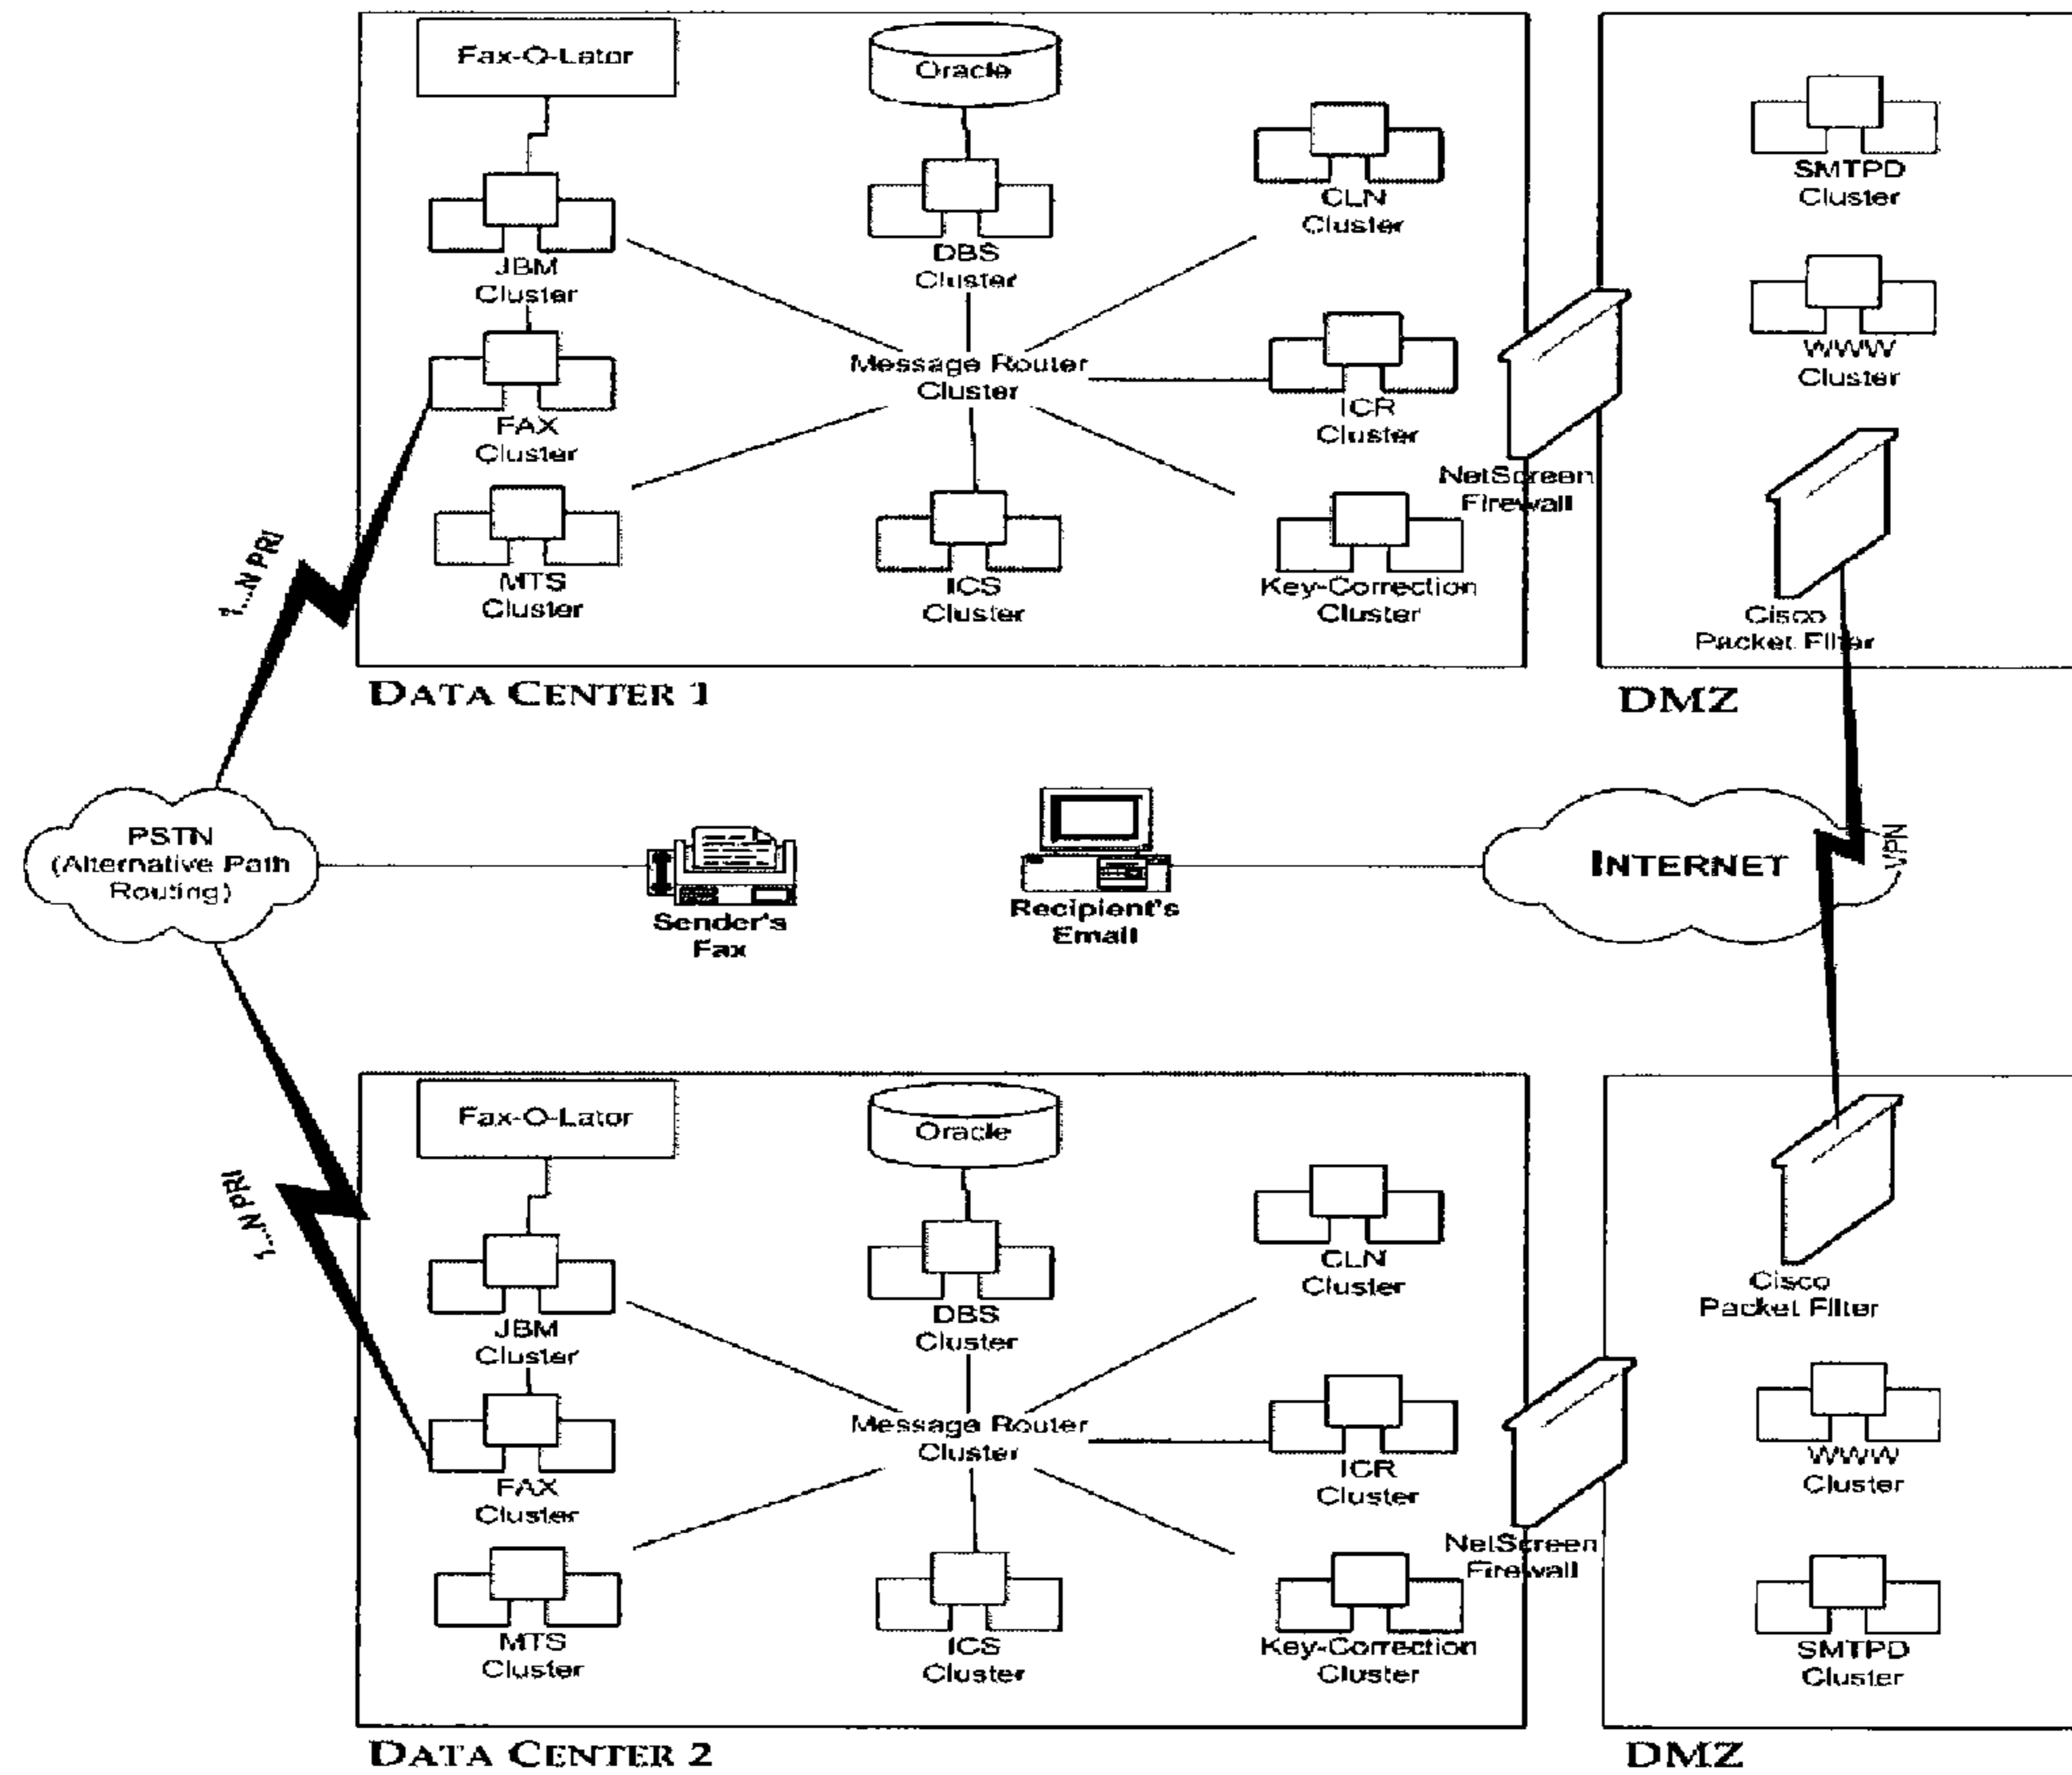 Fax-O-Lator
Oracle
CLN
Cluster
SMTPD
Cluster
JBM
Cluster
DBS
Cluster
WWW
Cluster
Message Router
Cluster
FAX
Cluster
ICR
Cluster
NetScreen
Firewall
MTS
Cluster
ICS
Cluster
Key-Correction
Cluster
Cisco
Packet Filter
1...N PRI
DATA CENTER 1
DMZ
PSTN
(Alternative Path
Routing)
Sender's
Fax
Recipient's
Email
INTERNET
VPN
Fax-O-Lator
Oracle
CLN
Cluster
Cisco
Packet Filter
1...N PRI
JBM
Cluster
DBS
Cluster
Message Router
Cluster
FAX
Cluster
ICR
Cluster
WWW
Cluster
NetScreen
Firewall
MTS
Cluster
ICS
Cluster
Key-Correction
Cluster
SMTPD
Cluster
DATA CENTER 2
DMZ